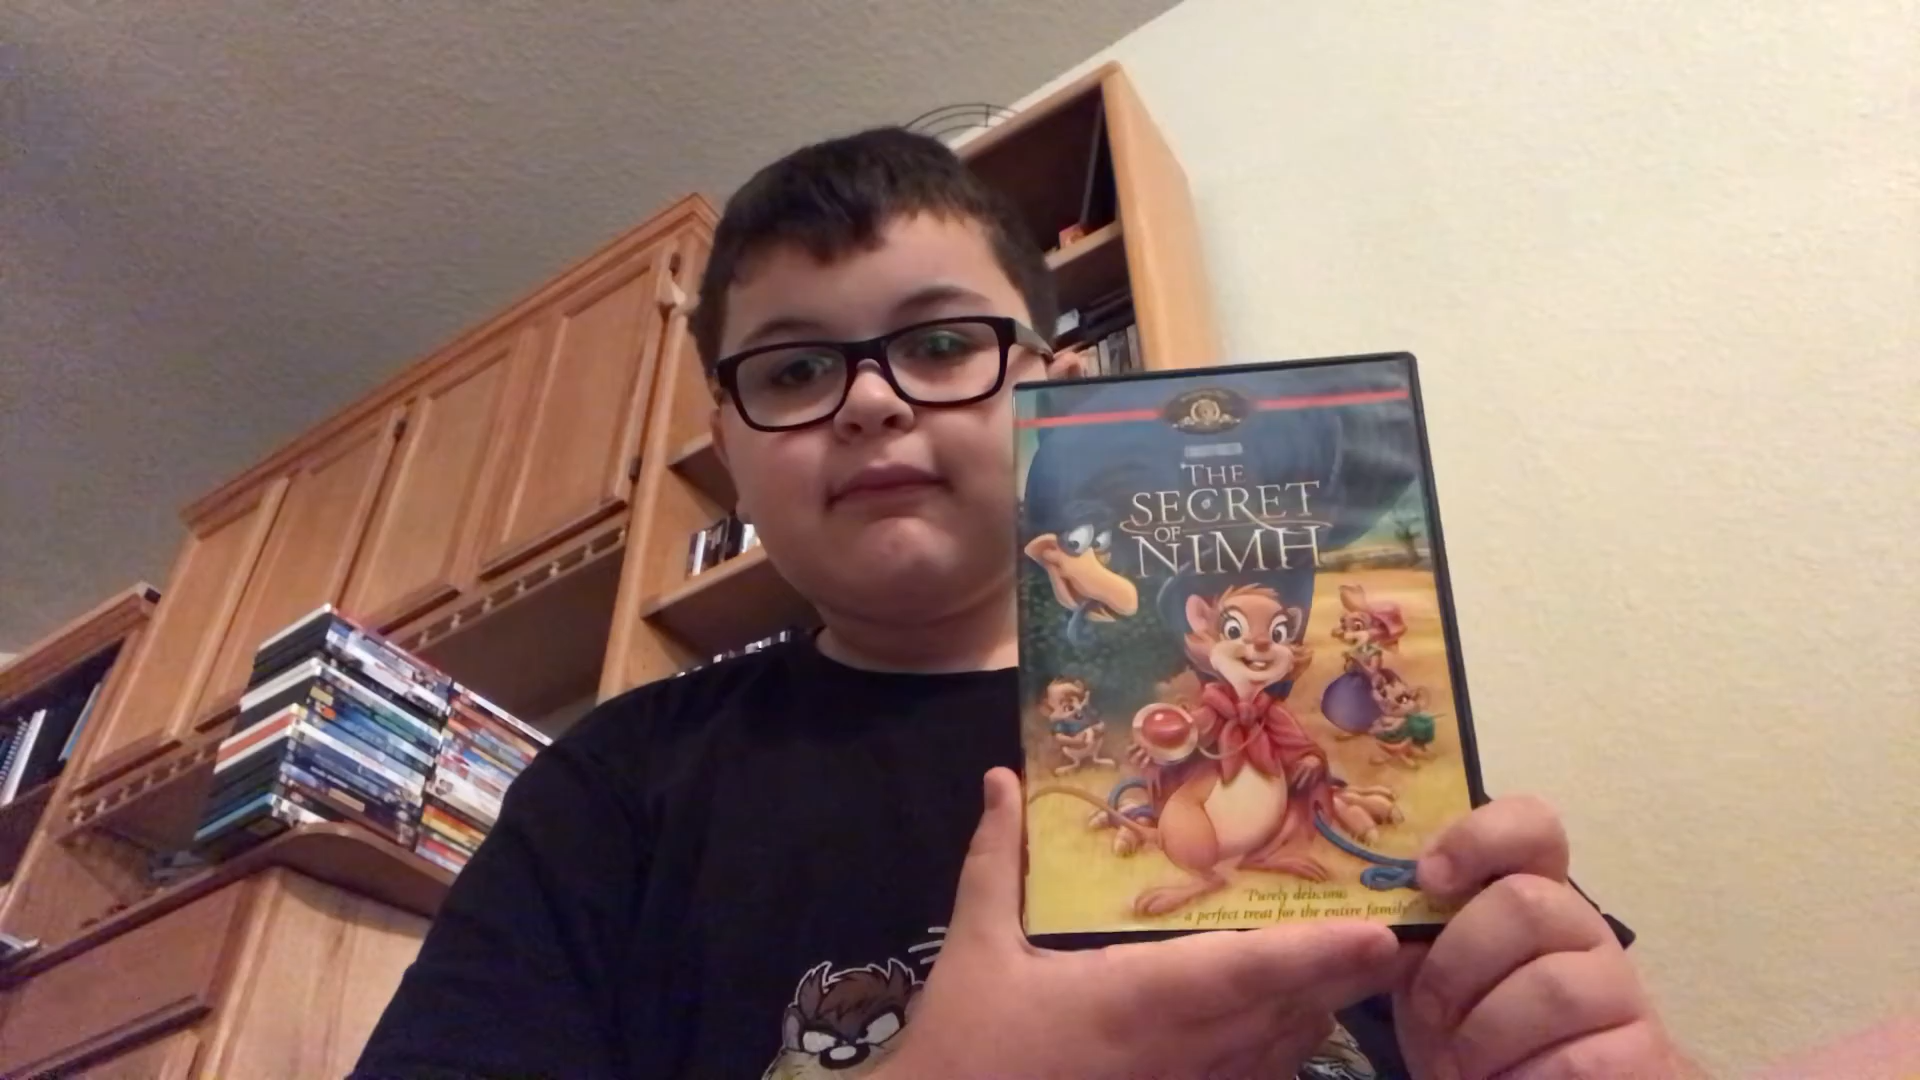 THE
SECRET
OF
NIMH
"Purely delicious
a perfect treat for the entire family!"